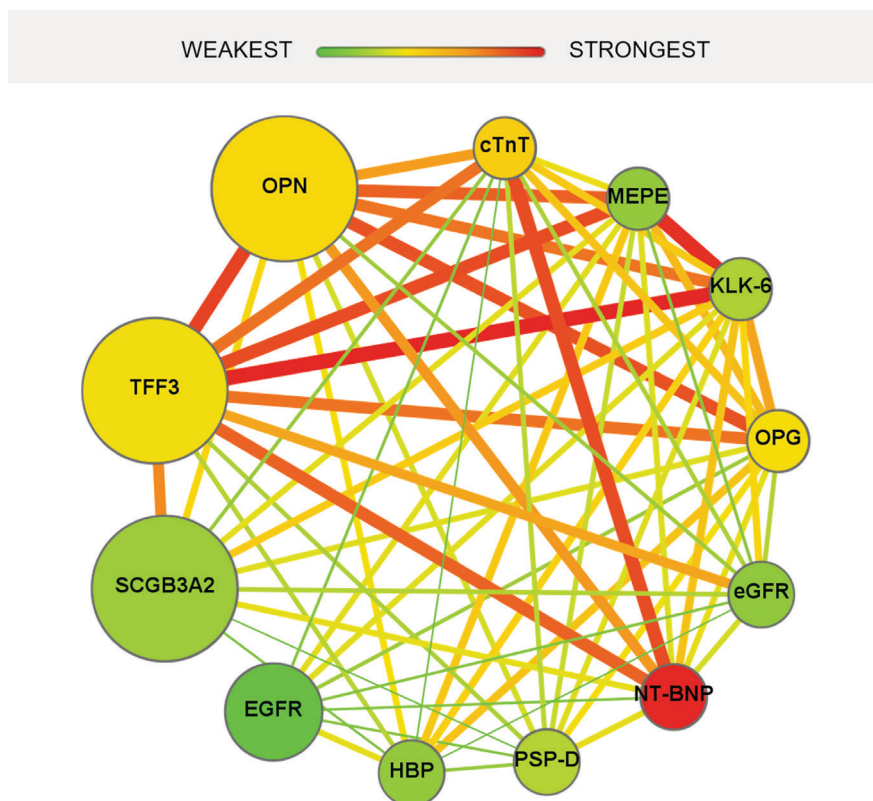 WEAKEST STRONGEST
cTnT
OPN
MEPE
KLK-6
TFF3
OPG
SCGB3A2
eGFR
NT-BNP
EGFR
PSP-D
HBP